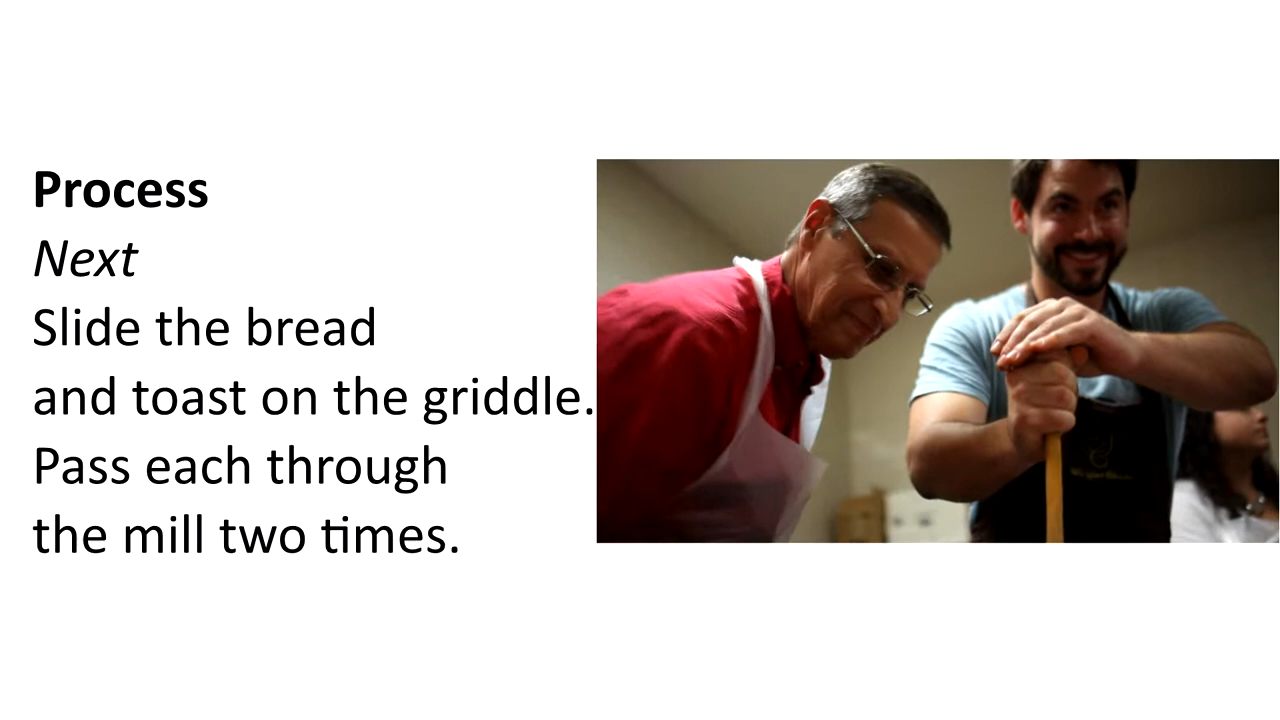 Process
Next
Slide the bread
and toast on the griddle.
Pass each through
the mill two times.